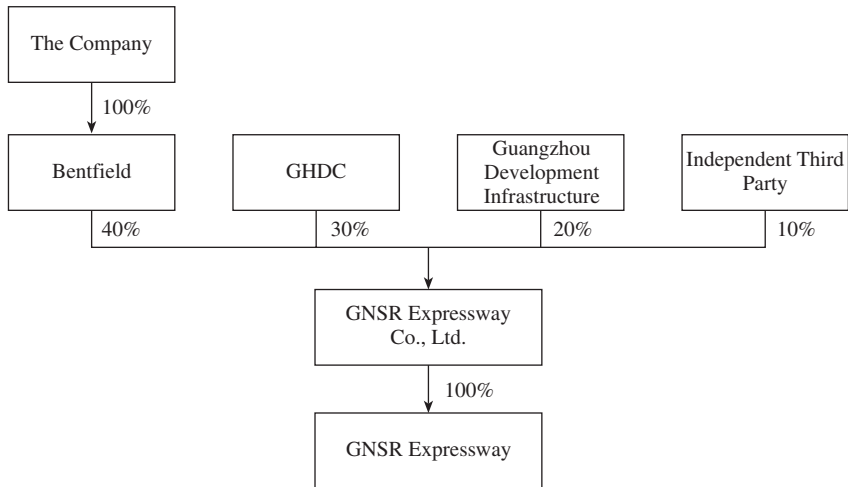 The Company
100%
Bentfield
GHDC
Guangzhou
Development
Infrastructure
Independent Third
Party
40%
30%
20%
10%
GNSR Expressway
Co., Ltd.
100%
GNSR Expressway